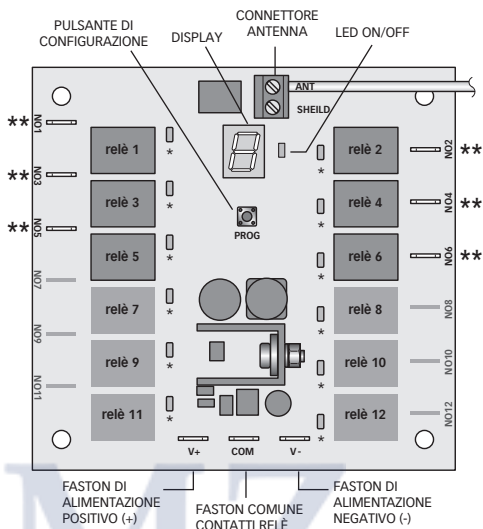 PULSANTE DI
CONFIGURAZIONE
DISPLAY
CONNETTORE
ANTENNA
LED ON/OFF
ANT
SHEILD
** NO1
relè 1
*
*
relè 2
NO2 **
** NO3
relè 3
*
*
relè 4
NO4 **
PROG
** NO5
relè 5
*
*
relè 6
NO6 **
NO7
relè 7
*
*
relè 8
NO8
NO9
relè 9
*
*
relè 10
NO10
NO11
relè 11
*
*
relè 12
NO12
V+
COM
V-
FASTON DI
ALIMENTAZIONE
POSITIVO (+)
FASTON COMUNE
CONTATTI RELÈ
FASTON DI
ALIMENTAZIONE
NEGATIVO (-)